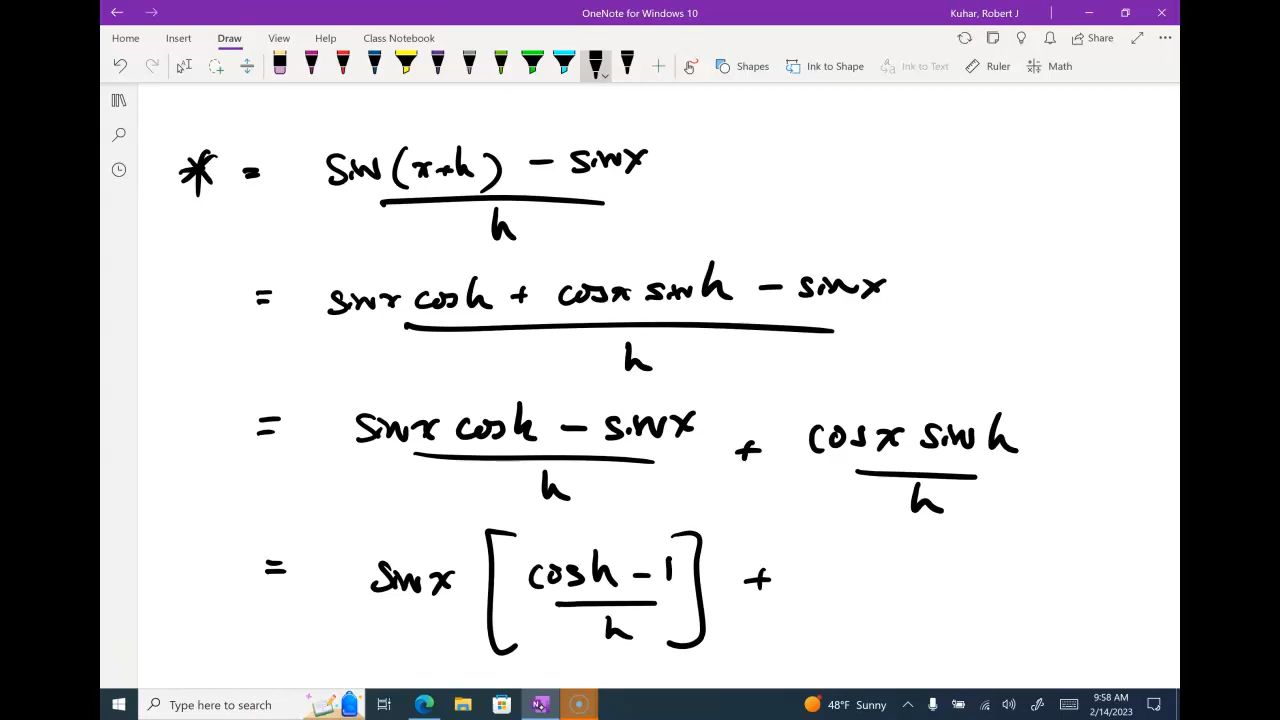 OneNote for Windows 10
Kuhar, Robert J
Home Insert Draw View Help Class Notebook Share
Shapes Ink to Shape Ink to Text Ruler Math
* = sin(x+h) - sinx
h
= sinx cosh + cosx sinh - sinx
h
= sinx cosh - sinx + cosx sinh
h h
= sinx [cosh - 1] +
h
Type here to search
48°F Sunny
9:58 AM
2/14/2023